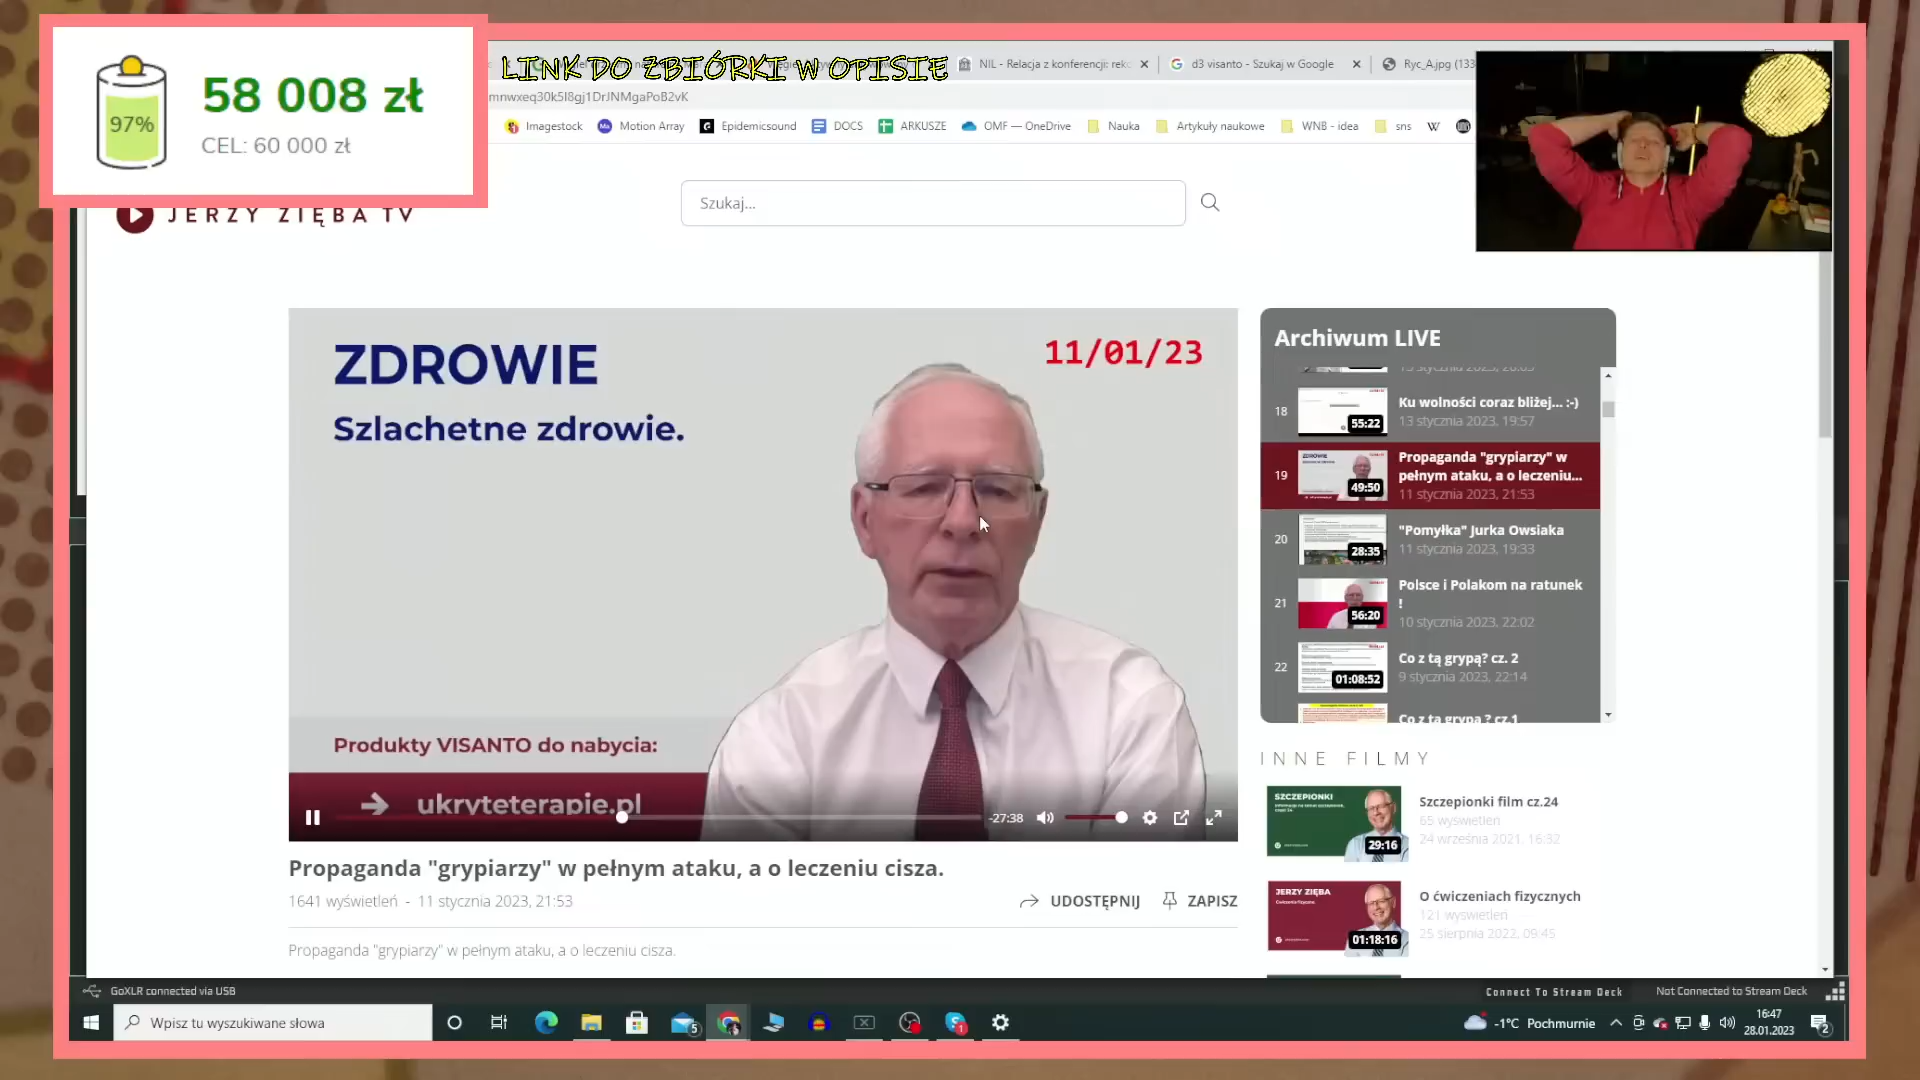 58 008 zł
97%
CEL: 60 000 zł
LINK DO ZBIÓRKI W OPISIE
NIL - Relacja z konferencji: reko
d3 visanto - Szukaj w Google
Ryc_A.jpg (133
mnwxeq30k5l8gj1DrJNMgaPoB2vK
Imagestock
Motion Array
Epidemicsound
DOCS
ARKUSZE
OMF — OneDrive
Nauka
Artykuły naukowe
WNB - idea
sns
JERZY ZIĘBA TV
Szukaj...
ZDROWIE
Szlachetne zdrowie.
11/01/23
Produkty VISANTO do nabycia:
ukryteterapie.pl
-27:38
Archiwum LIVE
18
55:22
Ku wolności coraz bliżej... :-)
13 stycznia 2023, 19:57
19
49:50
Propaganda "grypiarzy" w
pełnym ataku, a o leczeniu...
11 stycznia 2023, 21:53
20
28:35
"Pomyłka" Jurka Owsiaka
11 stycznia 2023, 19:33
21
56:20
Polsce i Polakom na ratunek
!
10 stycznia 2023, 22:02
22
01:08:52
Co z tą grypą? cz. 2
9 stycznia 2023, 22:14
Co z tą grypą ? cz.1
INNE FILMY
SZCZEPIONKI
29:16
Szczepionki film cz.24
65 wyświetleń
24 września 2021, 16:32
JERZY ZIĘBA
01:18:16
O ćwiczeniach fizycznych
121 wyświetleń
25 sierpnia 2022, 09:45
Propaganda "grypiarzy" w pełnym ataku, a o leczeniu cisza.
1641 wyświetleń - 11 stycznia 2023, 21:53
UDOSTĘPNIJ
ZAPISZ
Propaganda "grypiarzy" w pełnym ataku, a o leczeniu cisza.
GoXLR connected via USB
Connect To Stream Deck
Not Connected to Stream Deck
Wpisz tu wyszukiwane słowa
5
1
-1°C Pochmurnie
16:47
28.01.2023
2